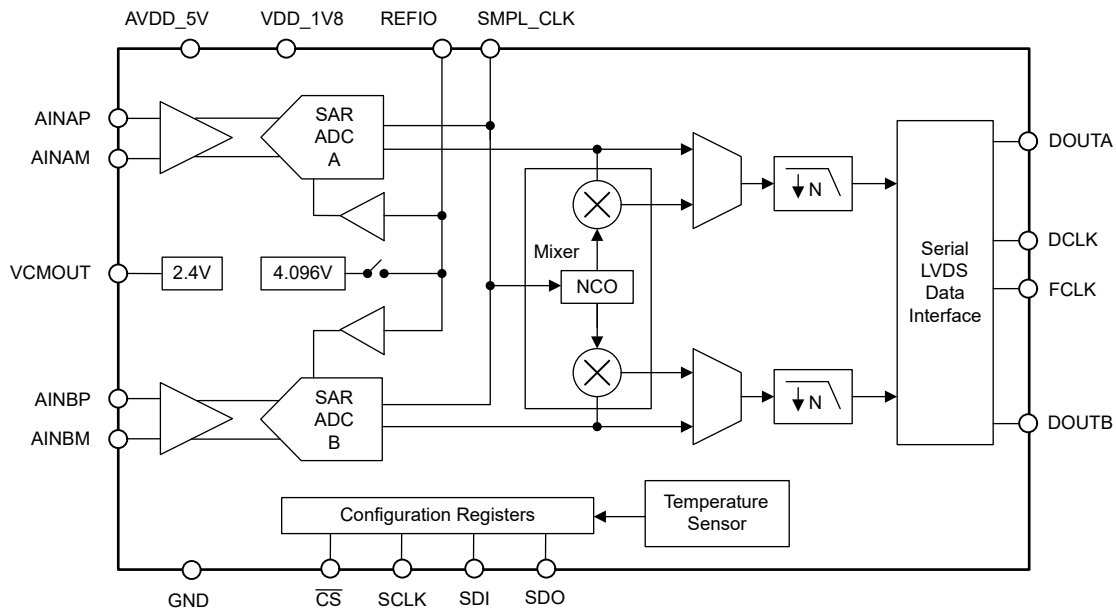 AVDD_5V
VDD_1V8
REFIO
SMPL_CLK
AINAP
AINAM
SAR
ADC
A
DOUTA
N
VCMOUT
2.4V
4.096V
Mixer
NCO
Serial
LVDS
Data
Interface
DCLK
FCLK
AINBP
AINBM
SAR
ADC
B
N
DOUTB
Configuration Registers
Temperature
Sensor
GND
CS
SCLK
SDI
SDO